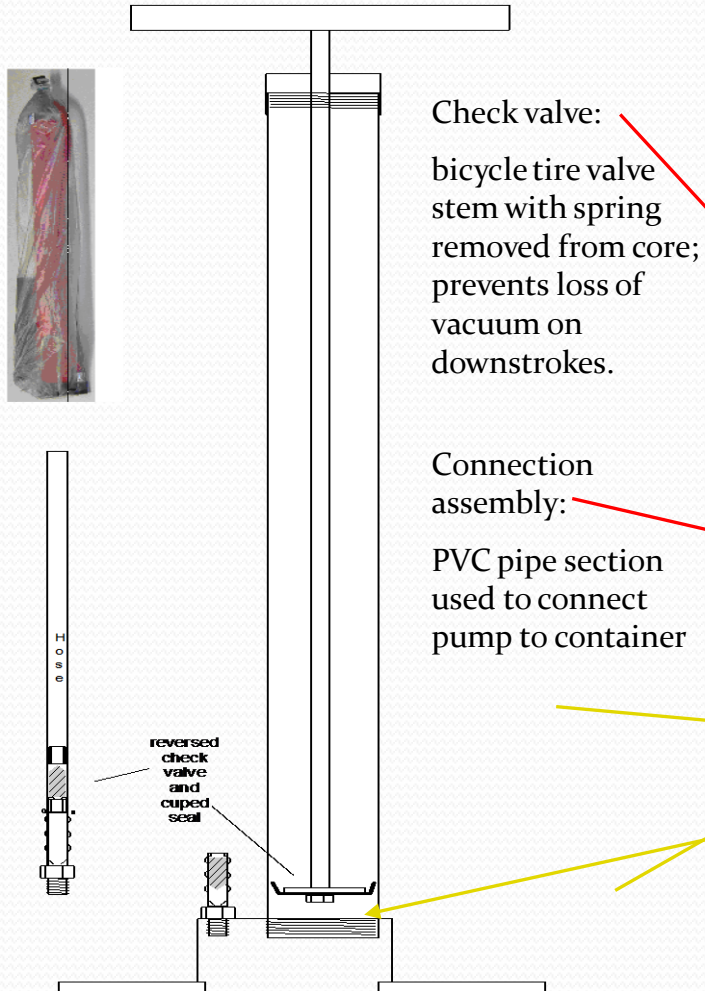 Check valve:
bicycle tire valve
stem with spring
removed from core;
prevents loss of
vacuum on
downstrokes.
Connection
assembly:
PVC pipe section
used to connect
pump to container
Hose
reversed
check
valve
and
cuped
seal